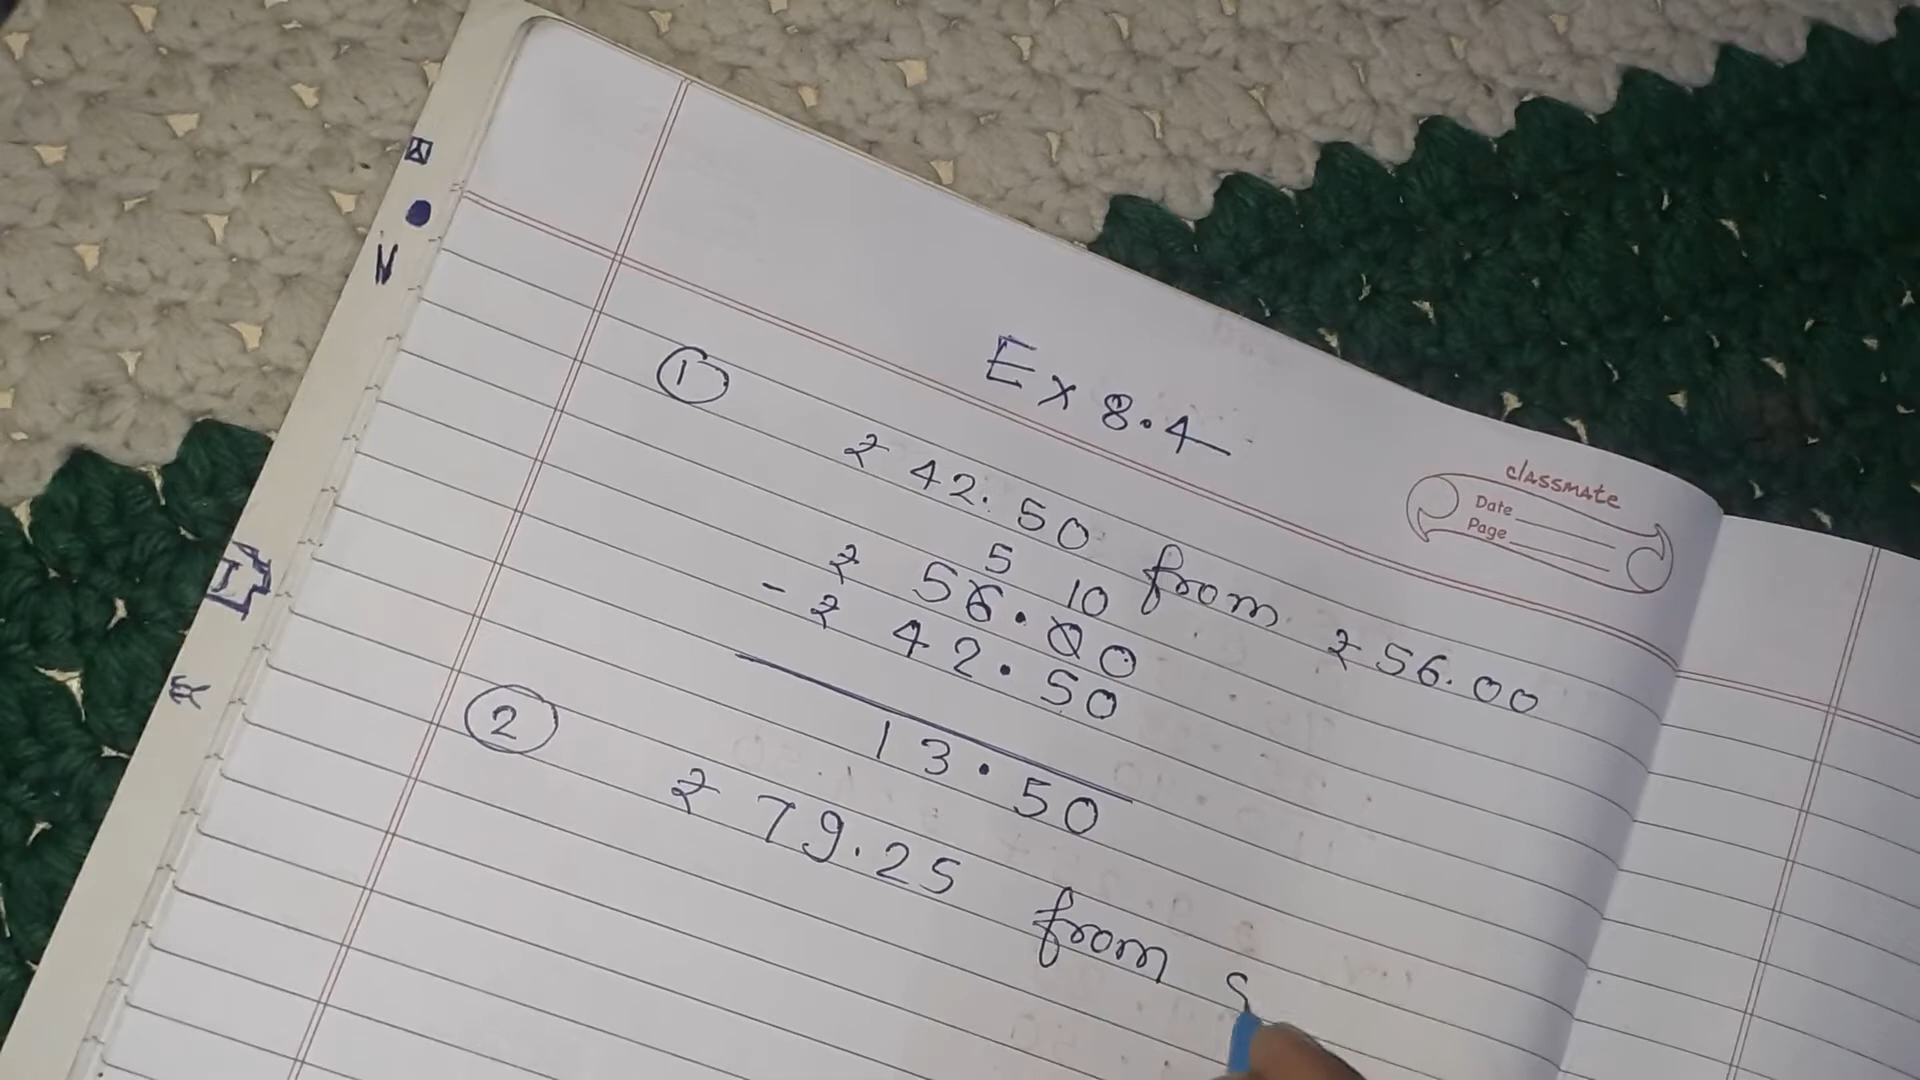 Ex 8.4
classmate
Date
Page
①
₹ 42.50 from ₹ 56.00
5 10
₹ 56.00
- ₹ 42.50
13.50
②
₹ 79.25 from